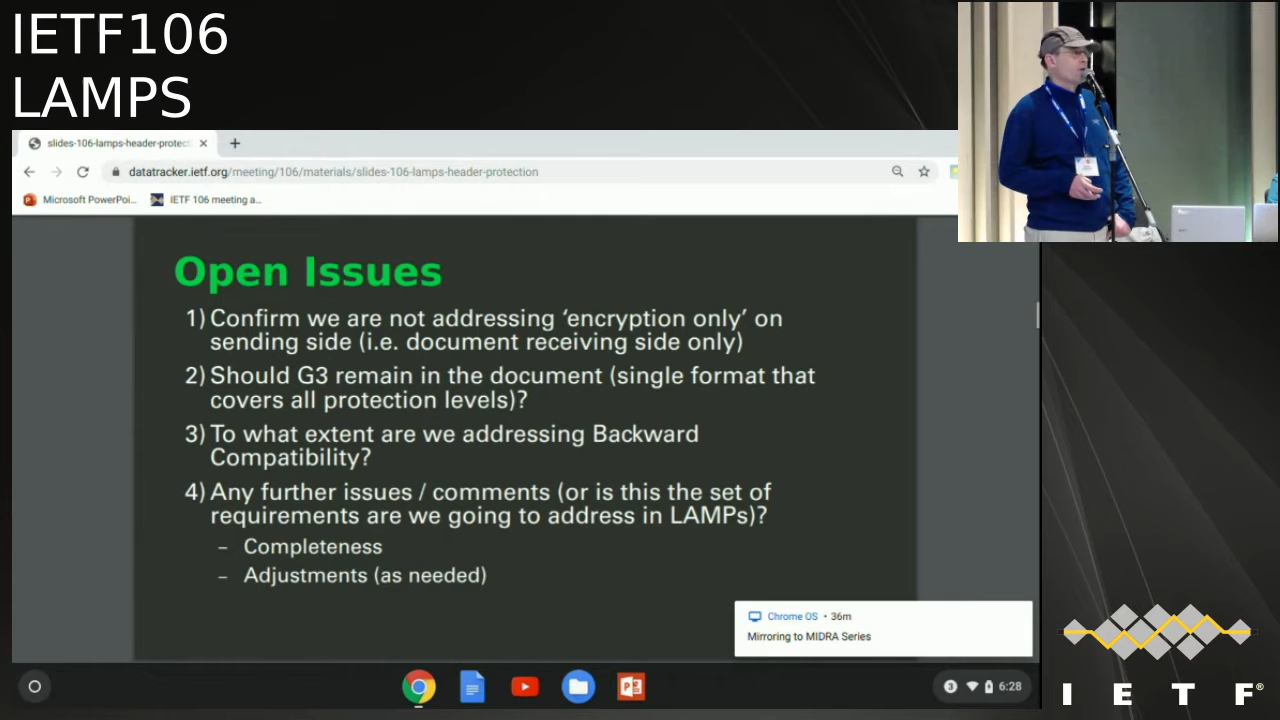 IETF106
LAMPS
slides-106-lamps-header-protec
datatracker.ietf.org/meeting/106/materials/slides-106-lamps-header-protection
Microsoft PowerPoi...
IETF 106 meeting a...
Open Issues
1) Confirm we are not addressing ‘encryption only’ on
sending side (i.e. document receiving side only)
2) Should G3 remain in the document (single format that
covers all protection levels)?
3) To what extent are we addressing Backward
Compatibility?
4) Any further issues / comments (or is this the set of
requirements are we going to address in LAMPs)?
– Completeness
– Adjustments (as needed)
Chrome OS • 36m
Mirroring to MIDRA Series
3 6:28
I E T F®